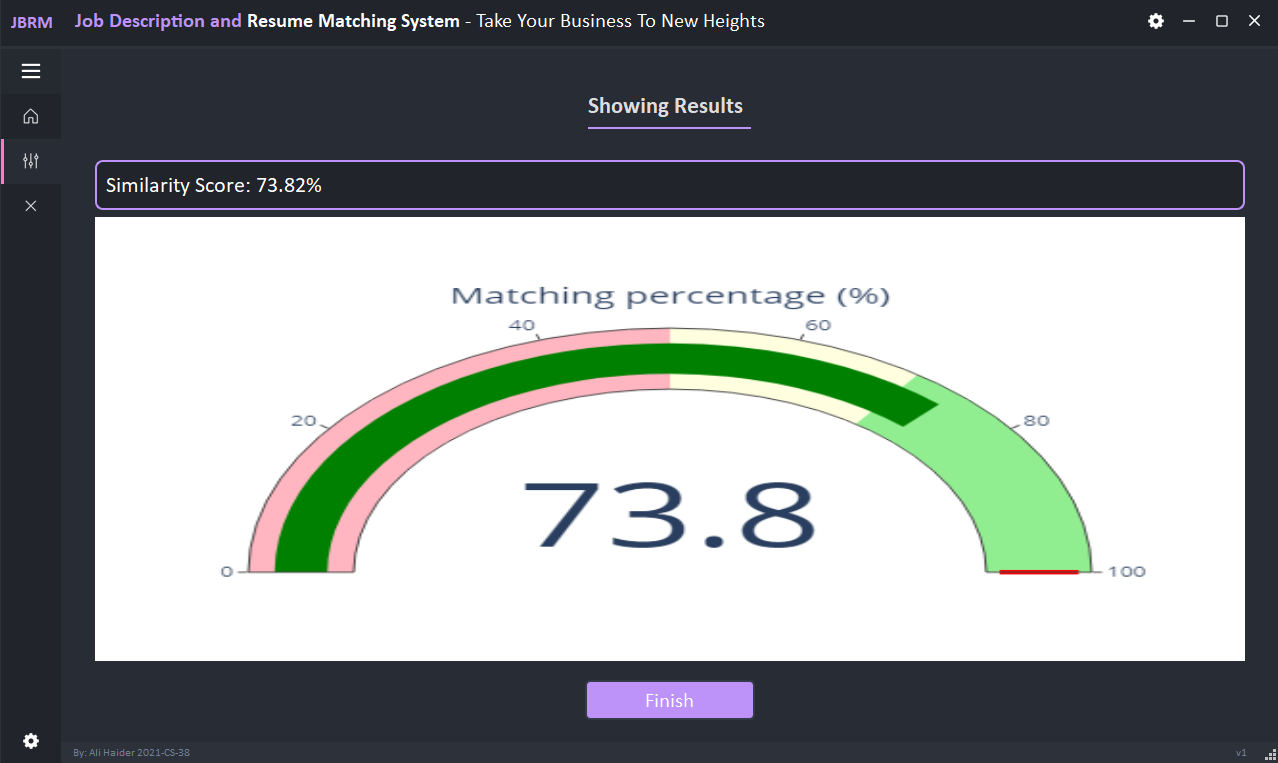 JBRM Job Description and Resume Matching System - Take Your Business To New Heights
Showing Results
Similarity Score: 73.82%
Matching percentage (%)
40 60
20 80
73.8
0 100
Finish
By: Ali Haider 2021-CS-38 v1